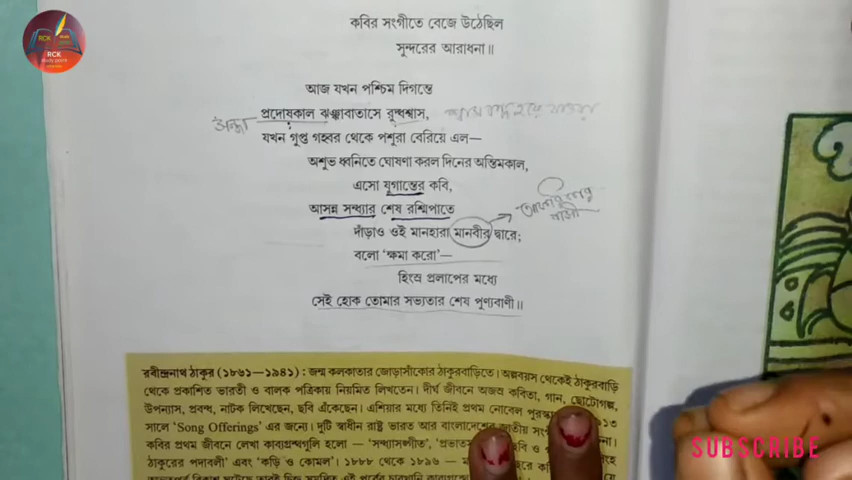 RCK
study point
কবির সংগীতে বেজে উঠেছিল
সুন্দরের আরাধনা॥
আজ যখন পশ্চিম দিগন্তে
প্রদোষকাল ঝঞ্ঝাবাতাসে রুদ্ধশ্বাস,
যখন গুপ্ত গহ্বর থেকে পশুরা বেরিয়ে এল—
অশুভ ধ্বনিতে ঘোষণা করল দিনের অন্তিমকাল,
এসো যুগান্তের কবি,
আসন্ন সন্ধ্যার শেষ রশ্মিপাতে
দাঁড়াও ওই মানহারা মানবীর দ্বারে;
বলো ‘ক্ষমা করো’—
হিংস্র প্রলাপের মধ্যে
সেই হোক তোমার সভ্যতার শেষ পুণ্যবাণী॥
রবীন্দ্রনাথ ঠাকুর (১৮৬১—১৯৪১) : জন্ম কলকাতার জোড়াসাঁকোর ঠাকুরবাড়িতে। অল্পবয়স থেকেই ঠাকুরবাড়ি
থেকে প্রকাশিত ভারতী ও বালক পত্রিকায় নিয়মিত লিখতেন। দীর্ঘ জীবনে অজস্র কবিতা, গান, ছোটোগল্প,
উপন্যাস, প্রবন্ধ, নাটক লিখেছেন, ছবি এঁকেছেন। এশিয়ার মধ্যে তিনিই প্রথম নোবেল
সালে ‘Song Offerings’ এর জন্যে। দুটি স্বাধীন রাষ্ট্র ভারত আর বাংলাদেশের জাতীয়
কবির প্রথম জীবনে লেখা কাব্যগ্রন্থগুলি হলো — ‘সন্ধ্যাসঙ্গীত’,
ঠাকুরের পদাবলী’ এবং ‘কড়ি ও কোমল’। ১৮৮৮ থেকে ১৮৯৬ —
SUBSCRIBE